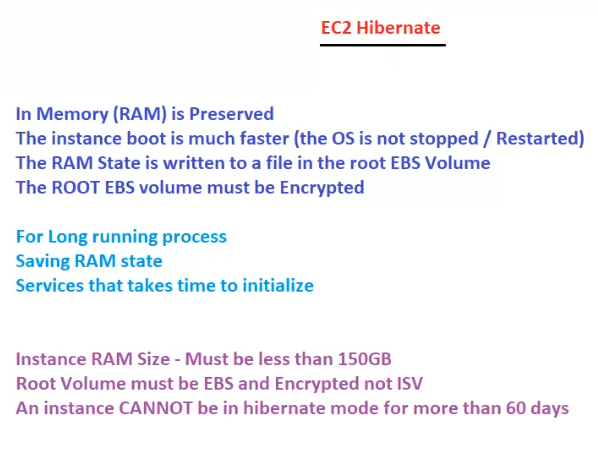 EC2 Hibernate
In Memory (RAM) is Preserved
The instance boot is much faster (the OS is not stopped / Restarted)
The RAM State is written to a file in the root EBS Volume
The ROOT EBS volume must be Encrypted
For Long running process
Saving RAM state
Services that takes time to initialize
Instance RAM Size - Must be less than 150GB
Root Volume must be EBS and Encrypted not ISV
An instance CANNOT be in hibernate mode for more than 60 days